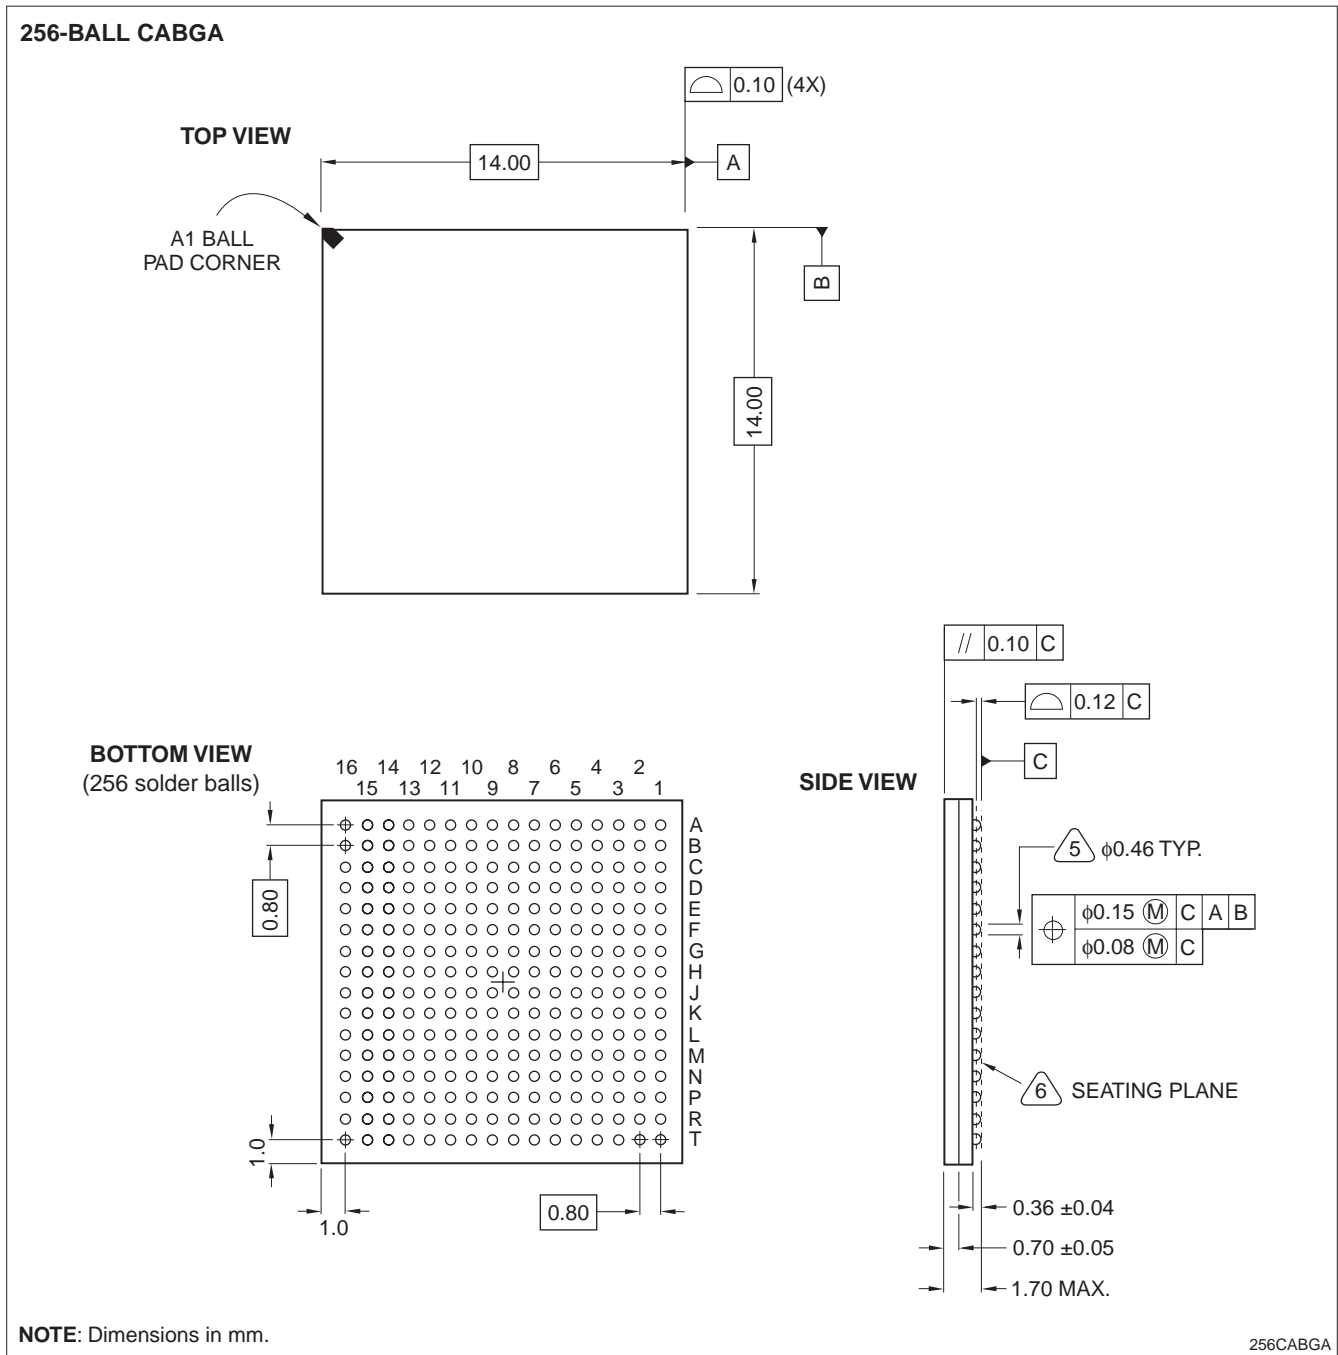 256-BALL CABGA
0.10 (4X)
TOP VIEW
14.00
A
A1 BALL
PAD CORNER
B
14.00
// 0.10 C
0.12 C
C
BOTTOM VIEW
(256 solder balls)
16 14 12 10 8 6 4 2
15 13 11 9 7 5 3 1
SIDE VIEW
A
B
C
D
E
F
G
H
J
K
L
M
N
P
R
T
0.80
1.0
1.0
0.80
5 ϕ0.46 TYP.
ϕ0.15 Ⓜ C A B
ϕ0.08 Ⓜ C
6 SEATING PLANE
0.36 ±0.04
0.70 ±0.05
1.70 MAX.
NOTE: Dimensions in mm.
256CABGA